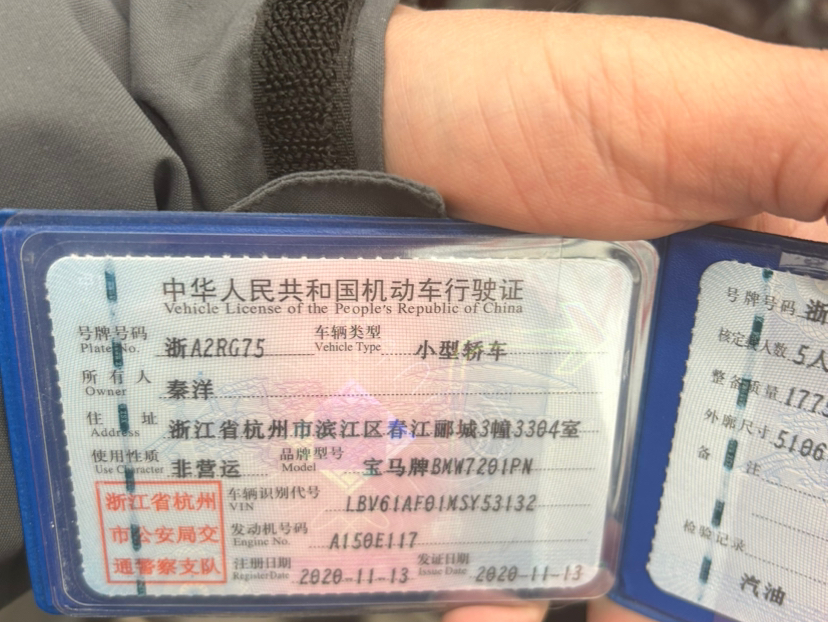 中华人民共和国机动车行驶证
Vehicle License of the People's Republic of China
号牌号码 浙A2RG75 车辆类型 小型轿车
Plate No. Vehicle Type
所有人 秦洋
Owner
住址 浙江省杭州市滨江区春江郦城3幢3304室
Address
使用性质 非营运 品牌型号 宝马牌BMW7201PN
Use Character Model
浙江省杭州
市公安局交
通警察支队
车辆识别代号 LBV61AF01MSY53132
VIN
发动机号码 A150E117
Engine No.
注册日期 2020-11-13 发证日期 2020-11-13
Register Date Issue Date
号牌号码 浙
核定载人数 5人
整备质量 1775
外廓尺寸 5106
备注
检验记录
汽油